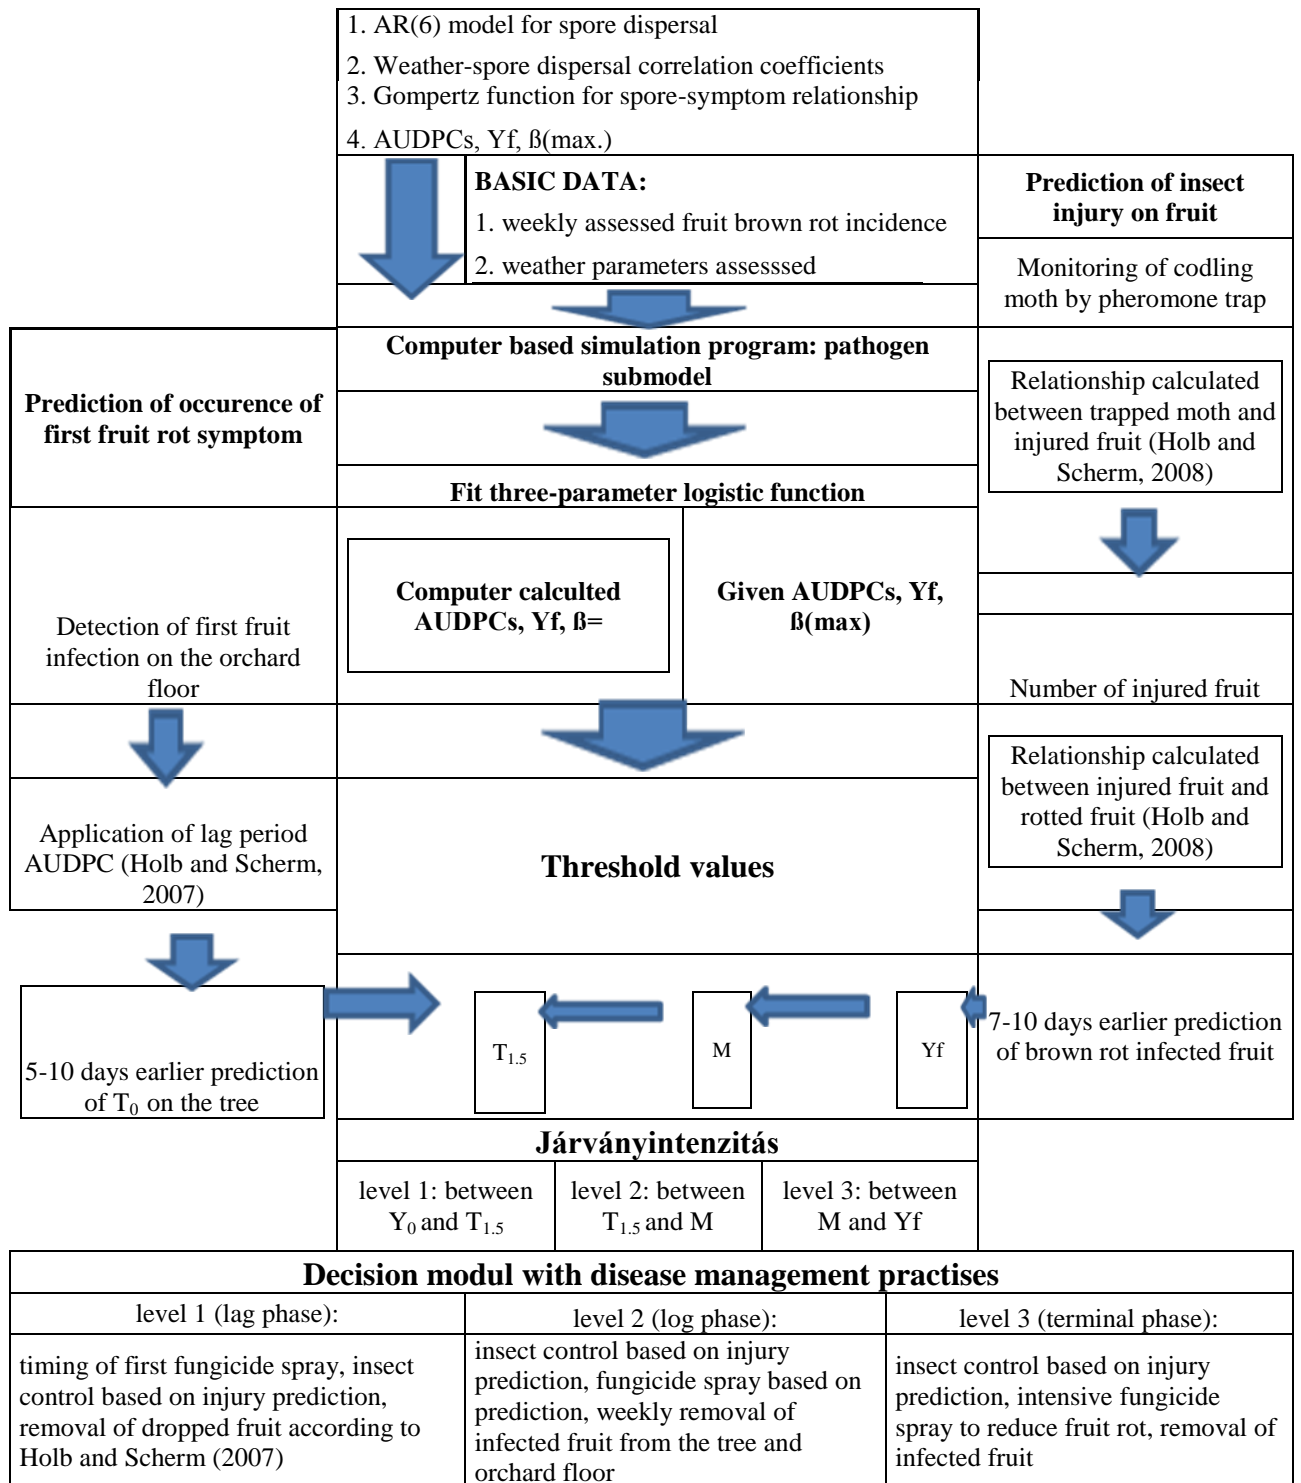 1. AR(6) model for spore dispersal
2. Weather-spore dispersal correlation coefficients
3. Gompertz function for spore-symptom relationship
4. AUDPCs, Yf, ß(max.)
BASIC DATA:
1. weekly assessed fruit brown rot incidence
2. weather parameters assesssed
Prediction of insect
injury on fruit
Monitoring of codling
moth by pheromone trap
Computer based simulation program: pathogen
submodel
Prediction of occurence of
first fruit rot symptom
Relationship calculated
between trapped moth and
injured fruit (Holb and
Scherm, 2008)
Fit three-parameter logistic function
Computer calculted
AUDPCs, Yf, ß=
Given AUDPCs, Yf,
ß(max)
Detection of first fruit
infection on the orchard
floor
Number of injured fruit
Relationship calculated
between injured fruit and
rotted fruit (Holb and
Scherm, 2008)
Application of lag period
AUDPC (Holb and Scherm,
2007)
Threshold values
5-10 days earlier prediction
of T0 on the tree
T1.5
M
Yf
7-10 days earlier prediction
of brown rot infected fruit
Járványintenzitás
level 1: between
Y0 and T1.5
level 2: between
T1.5 and M
level 3: between
M and Yf
Decision modul with disease management practises
level 1 (lag phase):
timing of first fungicide spray, insect
control based on injury prediction,
removal of dropped fruit according to
Holb and Scherm (2007)
level 2 (log phase):
insect control based on injury
prediction, fungicide spray based on
prediction, weekly removal of
infected fruit from the tree and
orchard floor
level 3 (terminal phase):
insect control based on injury
prediction, intensive fungicide
spray to reduce fruit rot, removal of
infected fruit